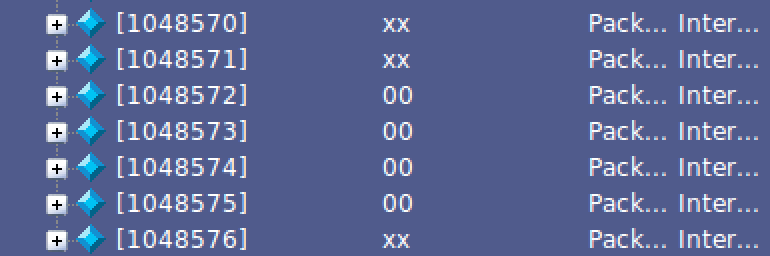 [1048570] xx Pack... Inter...
[1048571] xx Pack... Inter...
[1048572] 00 Pack... Inter...
[1048573] 00 Pack... Inter...
[1048574] 00 Pack... Inter...
[1048575] 00 Pack... Inter...
[1048576] xx Pack... Inter...